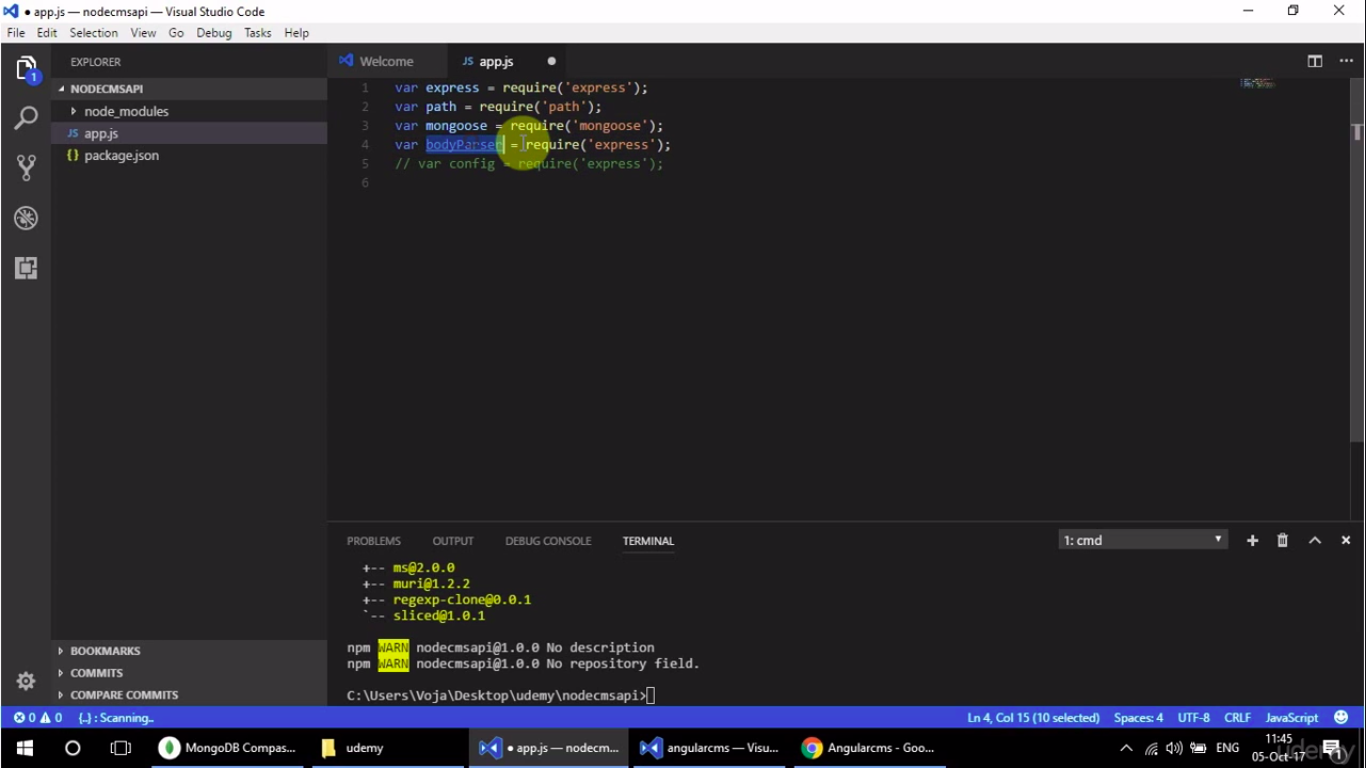 ● app.js — nodecmsapi — Visual Studio Code
File Edit Selection View Go Debug Tasks Help
EXPLORER
NODECMSAPI
node_modules
JS app.js
{} package.json
BOOKMARKS
COMMITS
COMPARE COMMITS
1
Welcome
JS app.js ●
1 var express = require('express');
2 var path = require('path');
3 var mongoose = require('mongoose');
4 var bodyParser = require('express');
5 // var config = require('express');
6
PROBLEMS OUTPUT DEBUG CONSOLE TERMINAL 1: cmd
+-- ms@2.0.0
+-- muri@1.2.2
+-- regexp-clone@0.0.1
`-- sliced@1.0.1
npm WARN nodecmsapi@1.0.0 No description
npm WARN nodecmsapi@1.0.0 No repository field.
C:\Users\Voja\Desktop\udemy\nodecmsapi>
0 0 {..} : Scanning.. Ln 4, Col 15 (10 selected) Spaces: 4 UTF-8 CRLF JavaScript
MongoDB Compas... udemy ● app.js — nodecm... angularcms — Visu... Angularcms - Goo... ENG 11:45
05-Oct-17
1
udemy